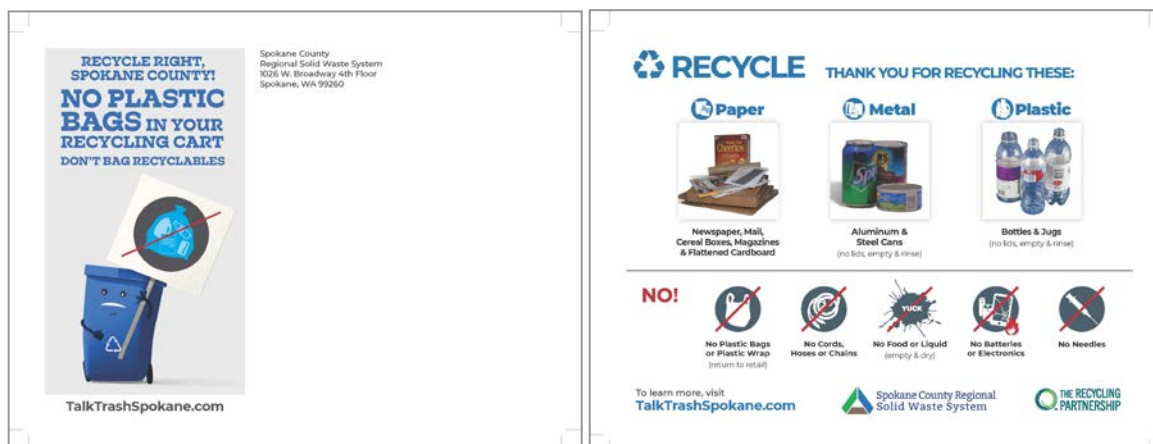 RECYCLE RIGHT,
SPOKANE COUNTY!
NO PLASTIC
BAGS IN YOUR
RECYCLING CART
DON'T BAG RECYCLABLES
TalkTrashSpokane.com
Spokane County
Regional Solid Waste System
1026 W. Broadway 4th Floor
Spokane, WA 99260
RECYCLE
THANK YOU FOR RECYCLING THESE:
Paper
Cheerios
Newspaper, Mail,
Cereal Boxes, Magazines
& Flattened Cardboard
Metal
Aluminum &
Steel Cans
(no lids, empty & rinse)
Plastic
Bottles & Jugs
(no lids, empty & rinse)
NO!
No Plastic Bags
or Plastic Wrap
(return to retail)
No Cords,
Hoses or Chains
YUCK
No Food or Liquid
(empty & dry)
No Batteries
or Electronics
No Needles
To learn more, visit
TalkTrashSpokane.com
Spokane County Regional
Solid Waste System
THE RECYCLING
PARTNERSHIP